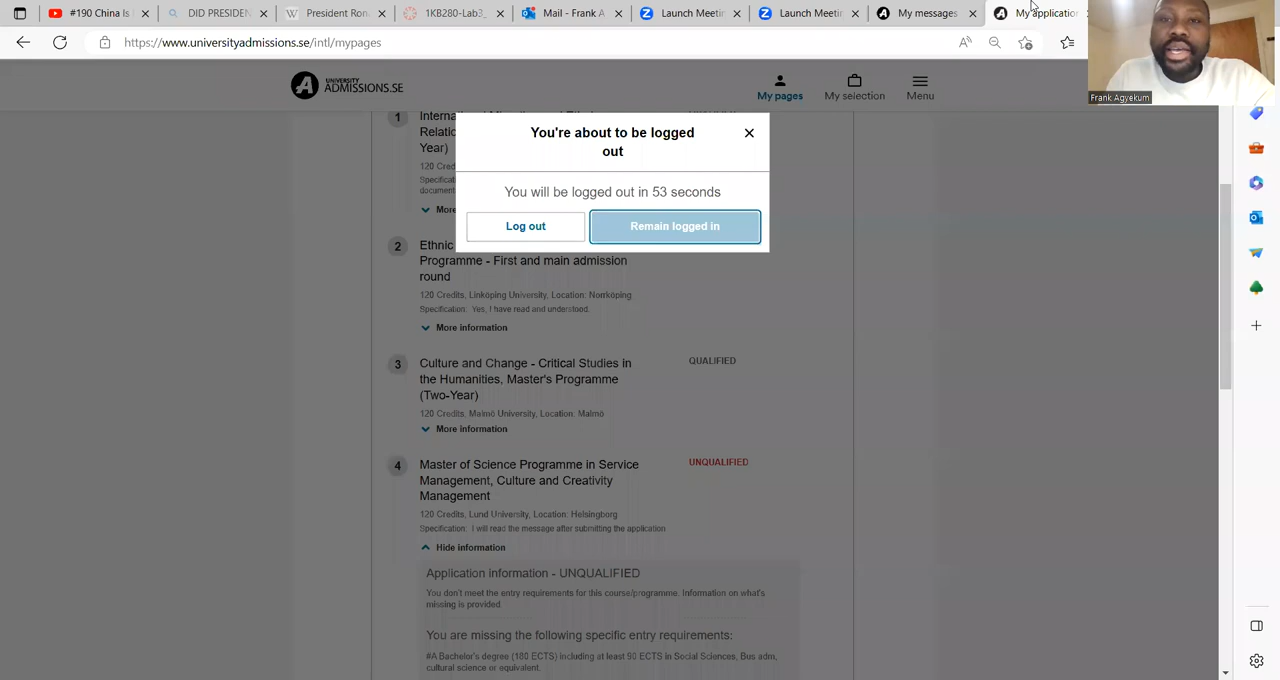 #190 China Is
DID PRESIDEN
President Ron
1KB280-Lab3_
Mail - Frank A
Launch Meeti
Launch Meeti
My messages
My application
https://www.universityadmissions.se/intl/mypages
UNIVERSITY
ADMISSIONS.SE
My pages
My selection
Menu
Frank Agyekum
You're about to be logged
out
You will be logged out in 53 seconds
Log out
Remain logged in
1
Interna
Relatio
Year)
120 Cred
Specificat
document
More
2
Ethnic
Programme - First and main admission
round
120 Credits, Linköping University, Location: Norrköping
Specification: Yes, I have read and understood.
More information
3
Culture and Change - Critical Studies in
the Humanities, Master's Programme
(Two-Year)
QUALIFIED
120 Credits, Malmö University, Location: Malmö
More information
4
Master of Science Programme in Service
Management, Culture and Creativity
Management
UNQUALIFIED
120 Credits, Lund University, Location: Helsingborg
Specification: I will read the message after submitting the application
Hide information
Application information - UNQUALIFIED
You don't meet the entry requirements for this course/programme. Information on what's
missing is provided.
You are missing the following specific entry requirements:
#A Bachelor's degree (180 ECTS) including at least 90 ECTS in Social Sciences, Bus adm,
cultural science or equivalent.